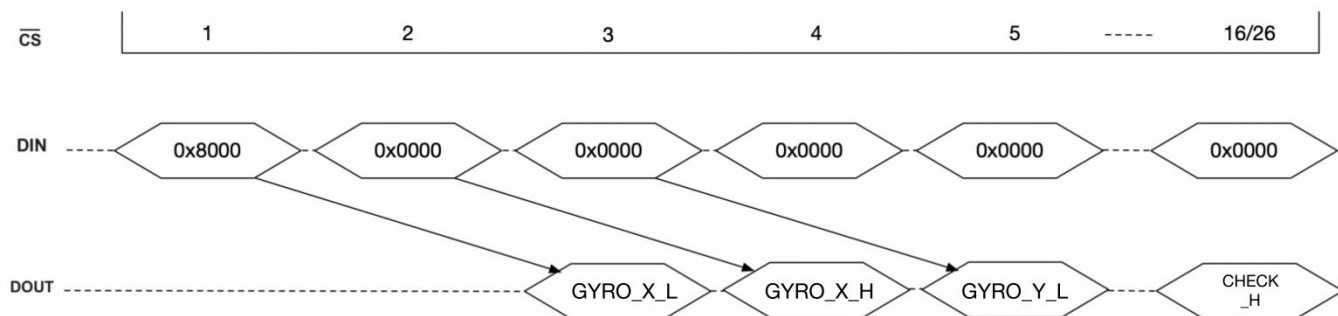 CS 1 2 3 4 5 16/26
DIN 0x8000 0x0000 0x0000 0x0000 0x0000 0x0000
DOUT GYRO_X_L GYRO_X_H GYRO_Y_L CHECK
_H